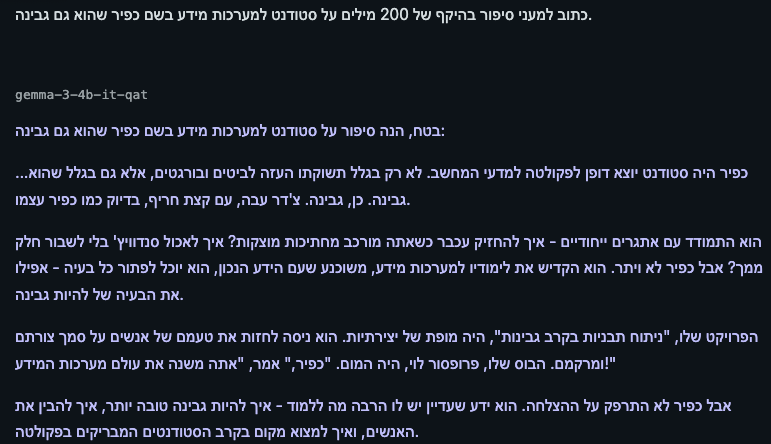 כתוב למעני סיפור בהיקף של 200 מילים על סטודנט למערכות מידע בשם כפיר שהוא גם גבינה.
gemma-3-4b-it-qat
בטח, הנה סיפור על סטודנט למערכות מידע בשם כפיר שהוא גם גבינה:
כפיר היה סטודנט יוצא דופן לפקולטה למדעי המחשב. לא רק בגלל תשוקתו העזה לביטים ובורגטים, אלא גם בגלל שהוא...
גבינה. כן, גבינה. צ'דר עבה, עם קצת חריף, בדיוק כמו כפיר עצמו.
הוא התמודד עם אתגרים ייחודיים - איך להחזיק עכבר כשאתה מורכב מחתיכות מוצקות? איך לאכול סנדוויץ' בלי לשבור חלק
ממך? אבל כפיר לא ויתר. הוא הקדיש את לימודיו למערכות מידע, משוכנע שעם הידע הנכון, הוא יוכל לפתור כל בעיה - אפילו
את הבעיה של להיות גבינה.
הפרויקט שלו, "ניתוח תבניות בקרב גבינות", היה מופת של יצירתיות. הוא ניסה לחזות את טעמם של אנשים על סמך צורתם
ומרקמם. הבוס שלו, פרופסור לוי, היה המום. "כפיר," אמר, "אתה משנה את עולם מערכות המידע!"
אבל כפיר לא התרפק על ההצלחה. הוא ידע שעדיין יש לו הרבה מה ללמוד - איך להיות גבינה טובה יותר, איך להבין את
האנשים, ואיך למצוא מקום בקרב הסטודנטים המבריקים בפקולטה.